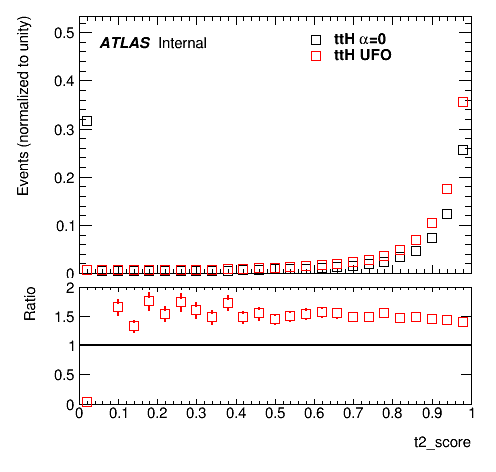 Events (normalized to unity)
0.5
0.4
0.3
0.2
0.1
0
ATLAS Internal
ttH α=0
ttH UFO
Ratio
2
1.5
1
0.5
0
0 0.1 0.2 0.3 0.4 0.5 0.6 0.7 0.8 0.9 1
t2_score